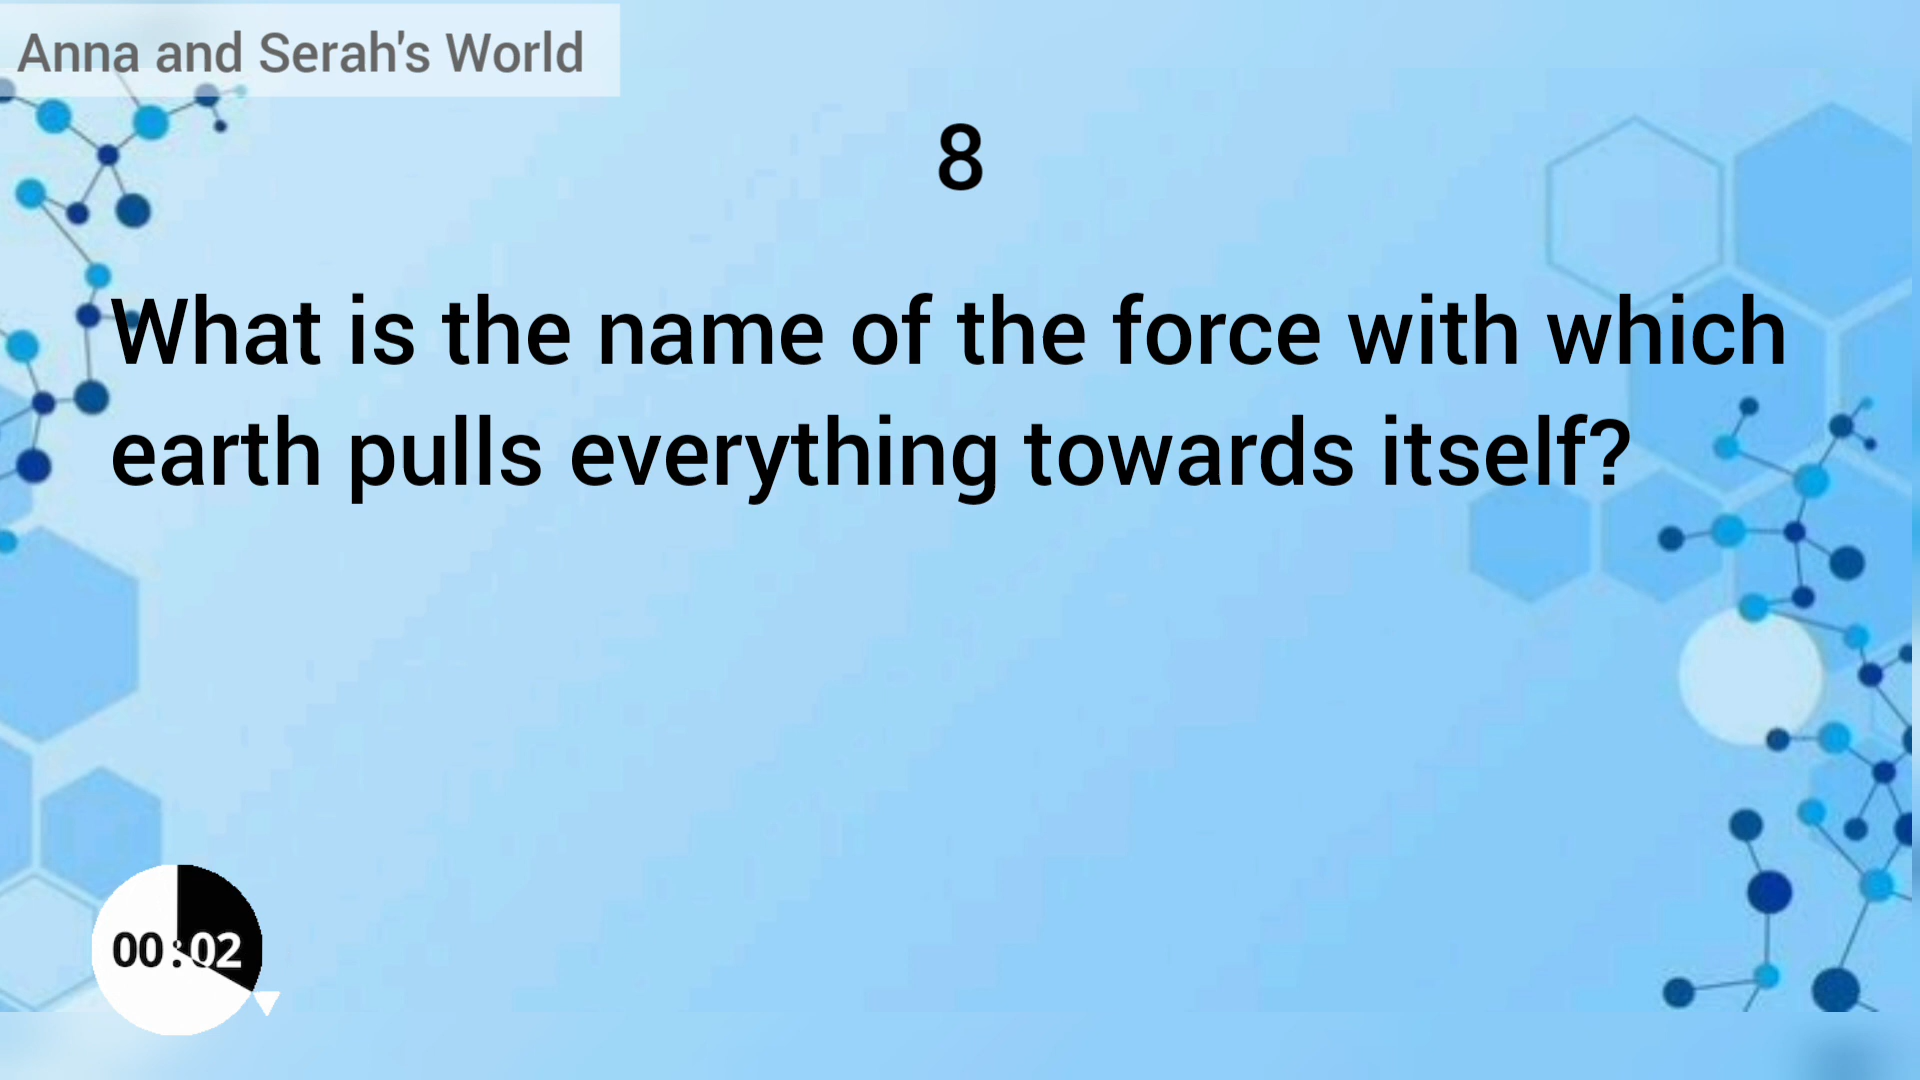 Anna and Serah's World
8
What is the name of the force with which
earth pulls everything towards itself?
00:02